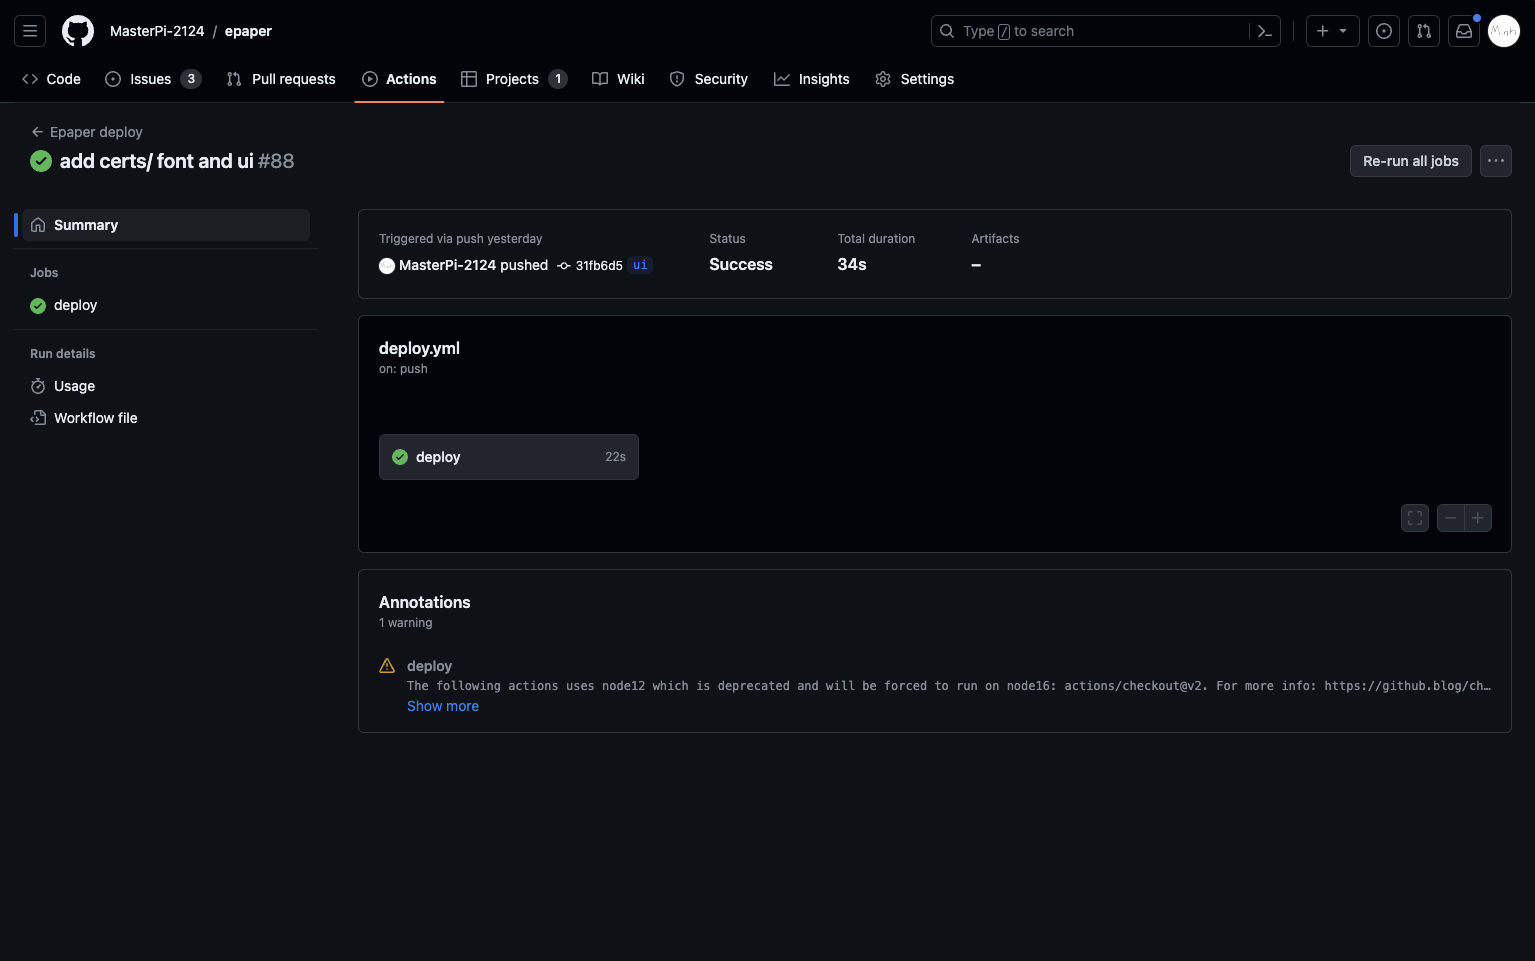 MasterPi-2124 / epaper
Type / to search
Minh
Code
Issues 3
Pull requests
Actions
Projects 1
Wiki
Security
Insights
Settings
Epaper deploy
add certs/ font and ui #88
Re-run all jobs
Summary
Jobs
deploy
Run details
Usage
Workflow file
Triggered via push yesterday
MasterPi-2124 pushed 31fb6d5 ui
Status
Success
Total duration
34s
Artifacts
–
deploy.yml
on: push
deploy 22s
Annotations
1 warning
deploy
The following actions uses node12 which is deprecated and will be forced to run on node16: actions/checkout@v2. For more info: https://github.blog/ch…
Show more